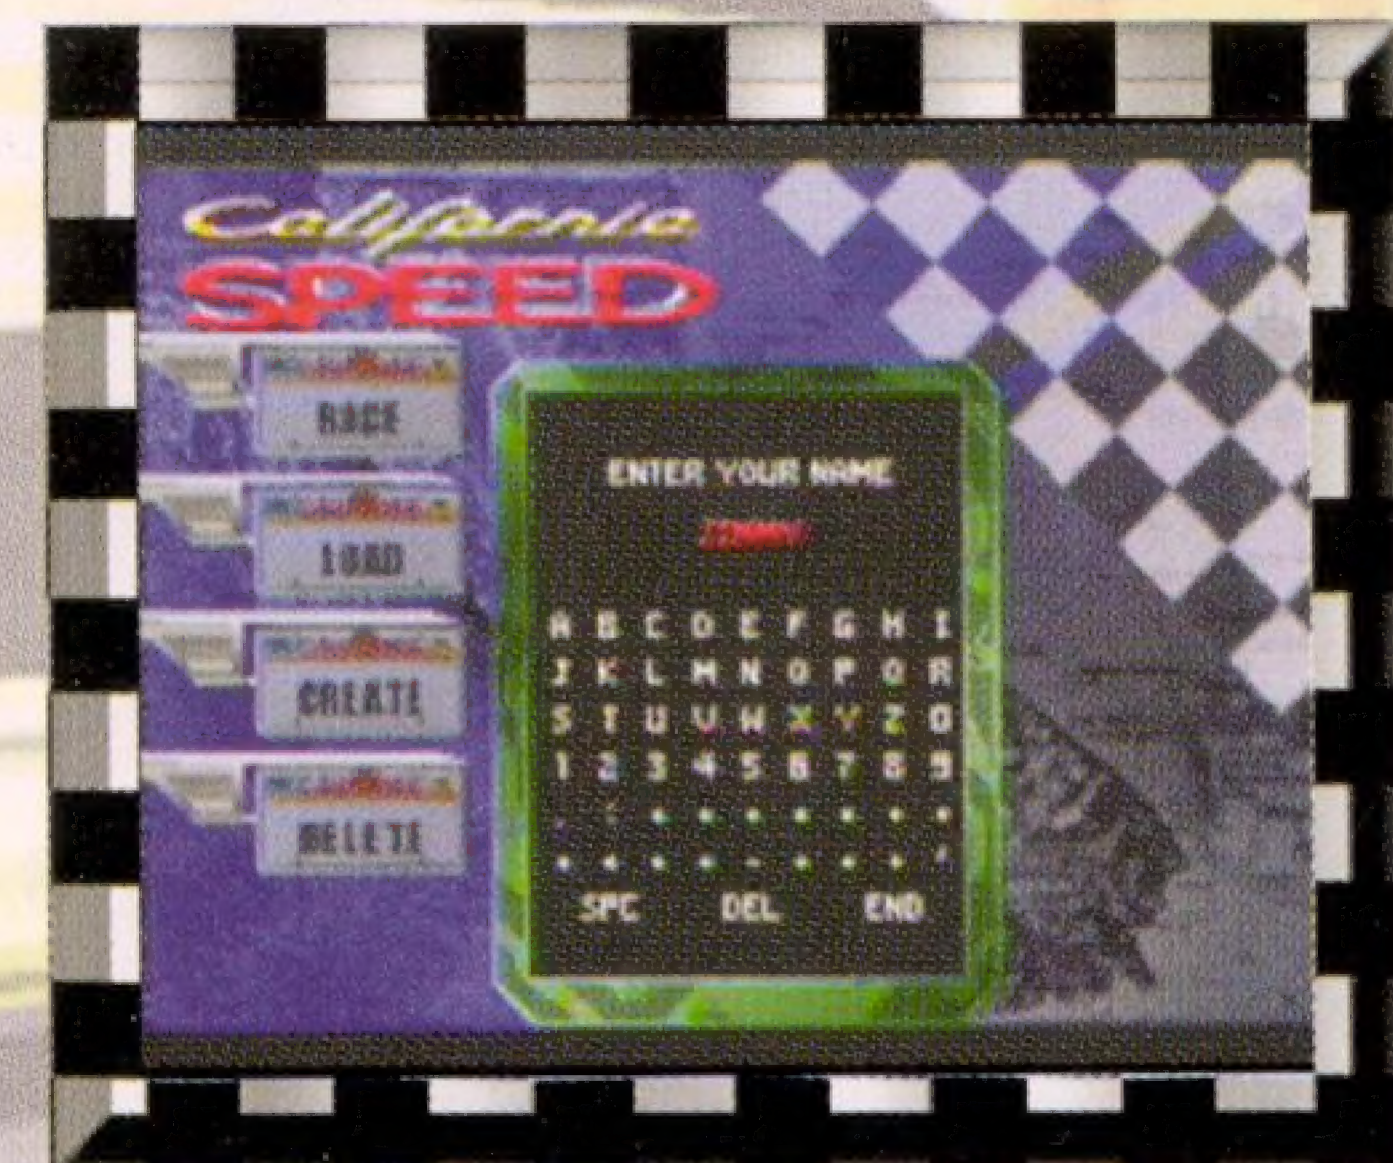 California
SPEED
RACE
LOAD
CREATE
DELETE
ENTER YOUR NAME
A B C D E F G H I
J K L M N O P Q R
S T U V W X Y Z 0
1 2 3 4 5 6 7 8 9
SPC DEL END